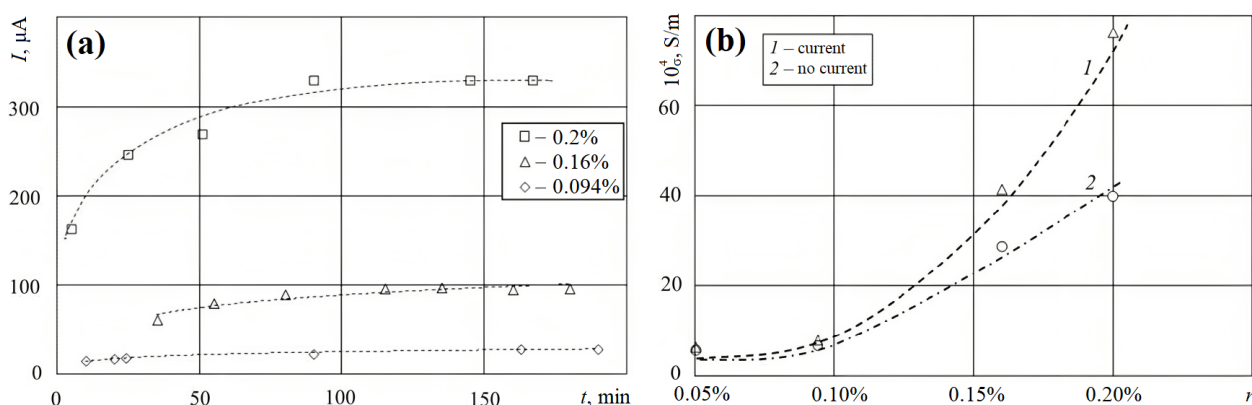 (a)
I, μA
300
200
100
0
0
50
100
150
t, min
□ – 0.2%
△ – 0.16%
◇ – 0.094%
(b)
10⁴σ, S/m
1 – current
2 – no current
60
40
20
0
0.05%
0.10%
0.15%
0.20%
1
2